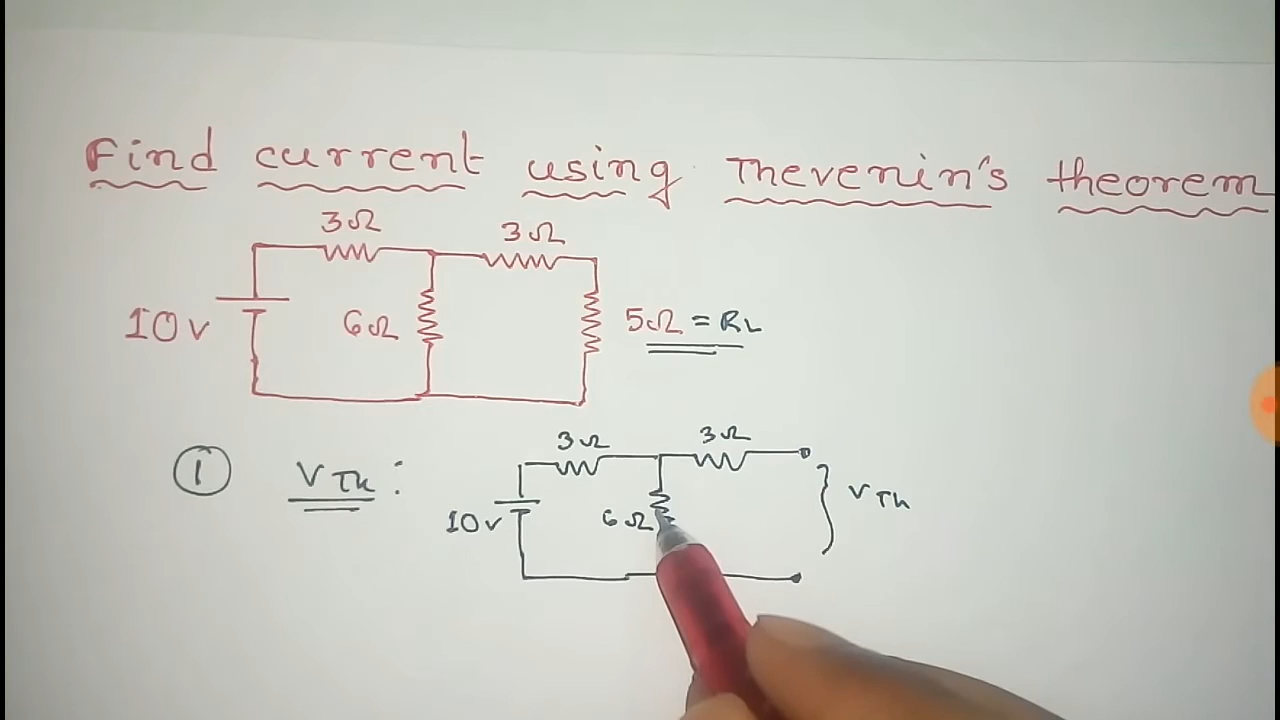 Find current using Thevenin's theorem
3Ω 3Ω
10v 6Ω 5Ω = RL
1 VTh :
3Ω 3Ω
10v 6Ω VTh